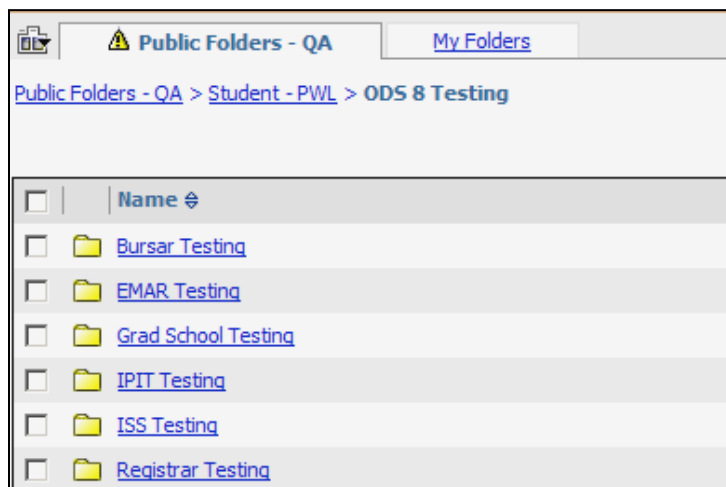 Public Folders - QA My Folders
Public Folders - QA > Student - PWL > ODS 8 Testing
Name
Bursar Testing
EMAR Testing
Grad School Testing
IPIT Testing
ISS Testing
Registrar Testing